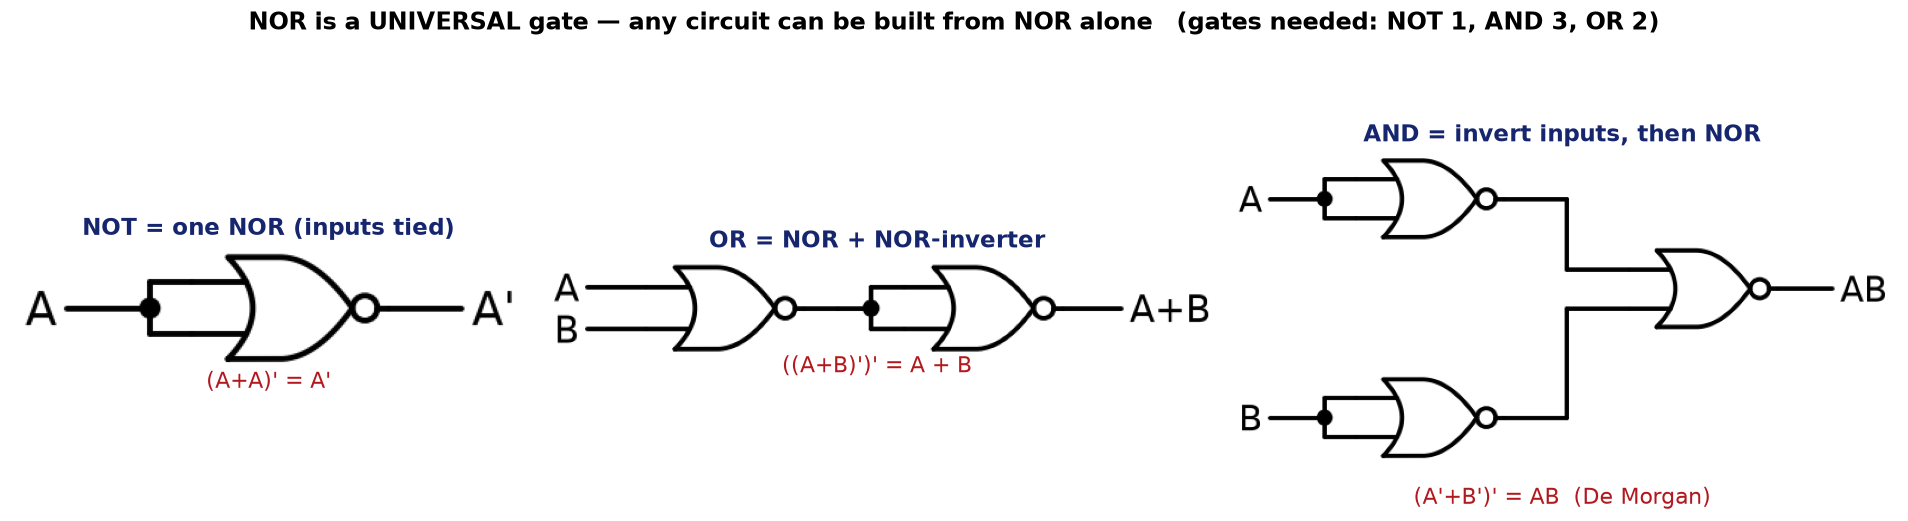 NOR is a UNIVERSAL gate — any circuit can be built from NOR alone   (gates needed: NOT 1, AND 3, OR 2)
NOT = one NOR (inputs tied)
A
A'
(A+A)' = A'
OR = NOR + NOR-inverter
A
B
A+B
((A+B)')' = A + B
AND = invert inputs, then NOR
A
AB
B
(A'+B')' = AB  (De Morgan)